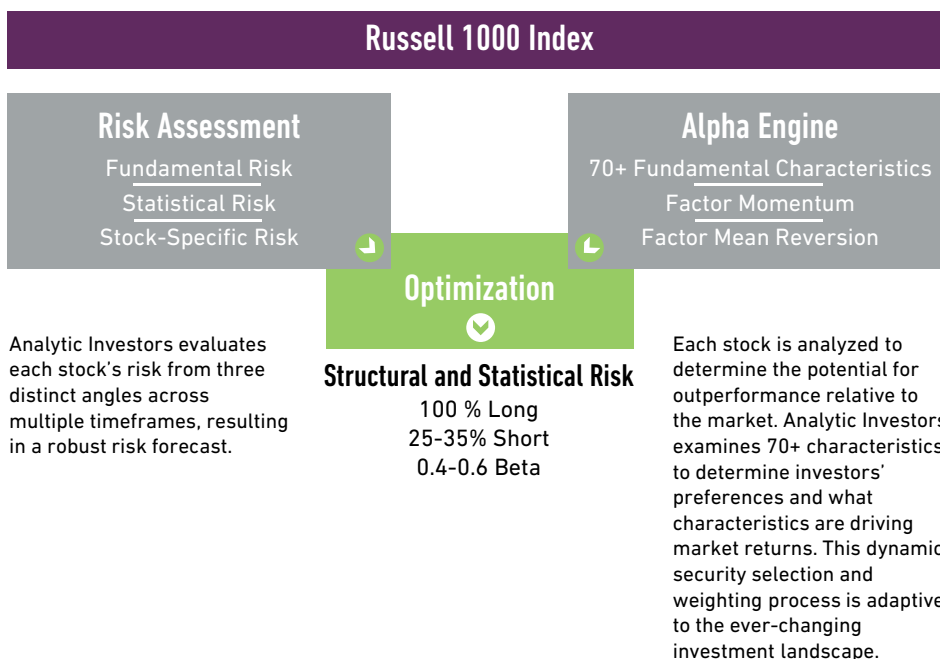 Russell 1000 Index
Risk Assessment
Fundamental Risk
Statistical Risk
Stock-Specific Risk
Alpha Engine
70+ Fundamental Characteristics
Factor Momentum
Factor Mean Reversion
Optimization
Analytic Investors evaluates
each stock's risk from three
distinct angles across
multiple timeframes, resulting
in a robust risk forecast.
Structural and Statistical Risk
100 % Long
25-35% Short
0.4-0.6 Beta
Each stock is analyzed to
determine the potential for
outperformance relative to
the market. Analytic Investors
examines 70+ characteristics
to determine investors'
preferences and what
characteristics are driving
market returns. This dynamic
security selection and
weighting process is adaptive
to the ever-changing
investment landscape.